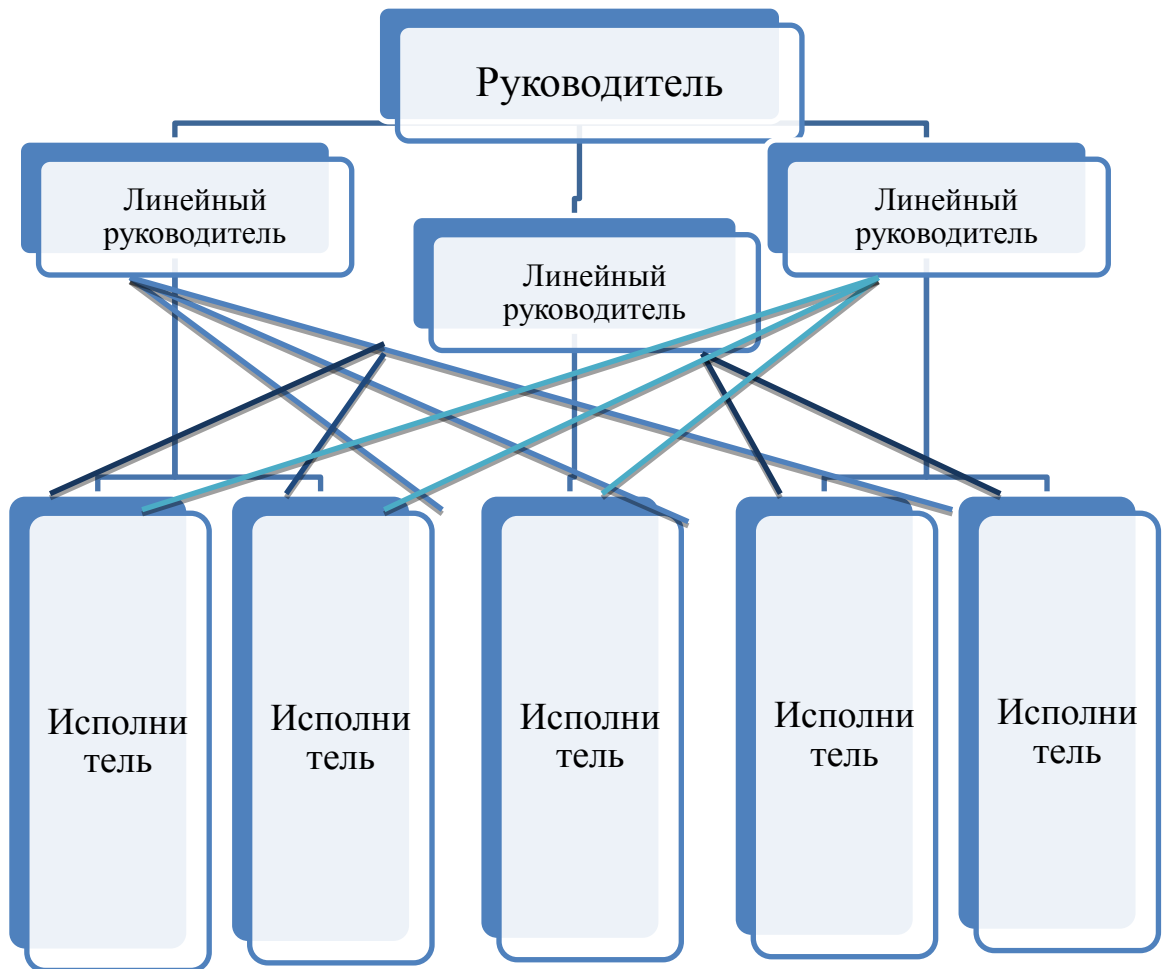 Руководитель
Линейный
руководитель
Линейный
руководитель
Линейный
руководитель
Исполни
тель
Исполни
тель
Исполни
тель
Исполни
тель
Исполни
тель